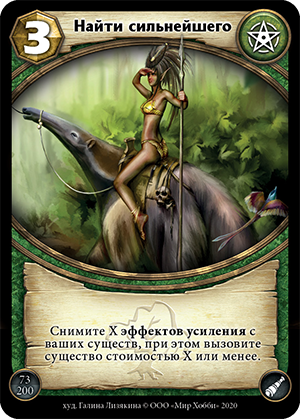 3
Найти сильнейшего
Снимите X эффектов усиления с
ваших существ, при этом вызовите
существо стоимостью X или менее.
73
200
худ. Галина Лизякина © ООО «Мир Хобби» 2020